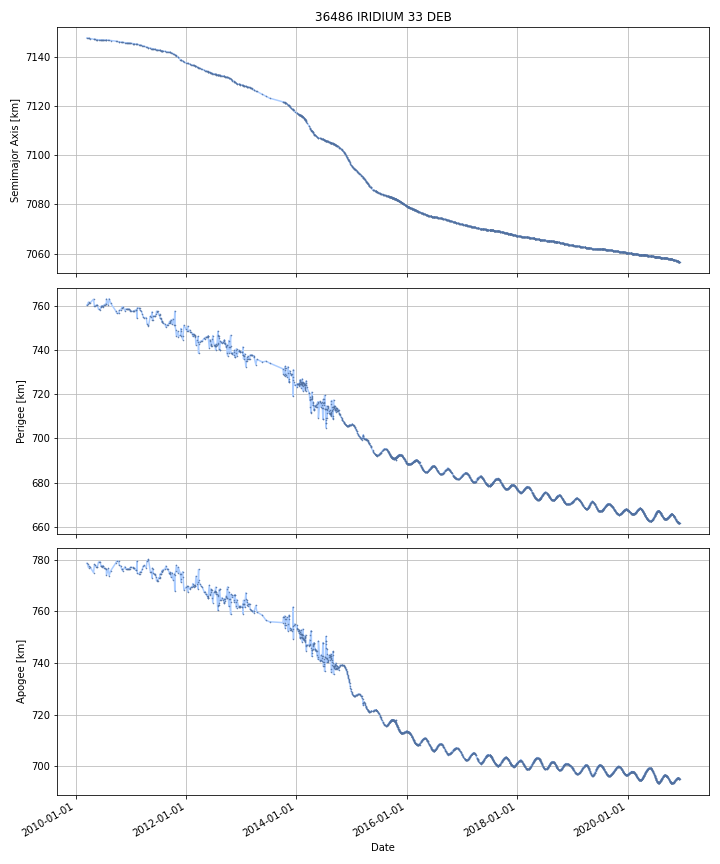 36486 IRIDIUM 33 DEB
Semimajor Axis [km]
7140
7120
7100
7080
7060
Perigee [km]
760
740
720
700
680
660
Apogee [km]
780
760
740
720
700
2010-01-01 2012-01-01 2014-01-01 2016-01-01 2018-01-01 2020-01-01
Date